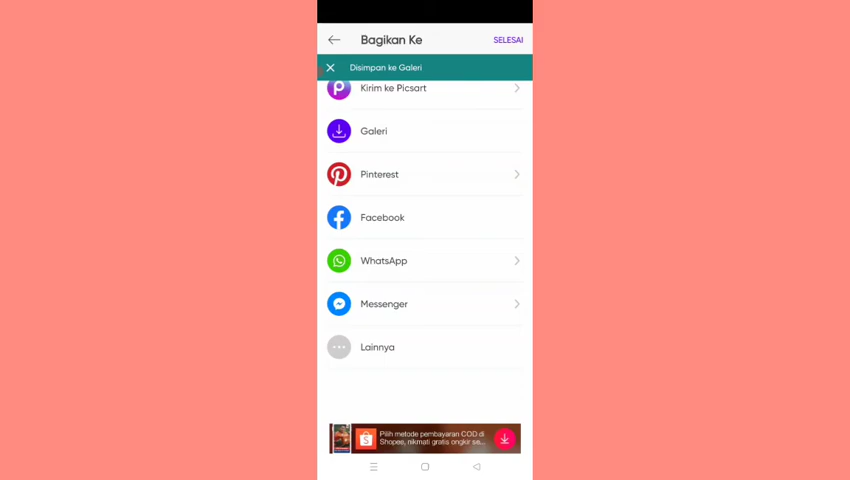 Bagikan Ke
SELESAI
Disimpan ke Galeri
Kirim ke Picsart
Galeri
Pinterest
Facebook
WhatsApp
Messenger
Lainnya
Pilih metode pembayaran COD di
Shopee, nikmati gratis ongkir se...